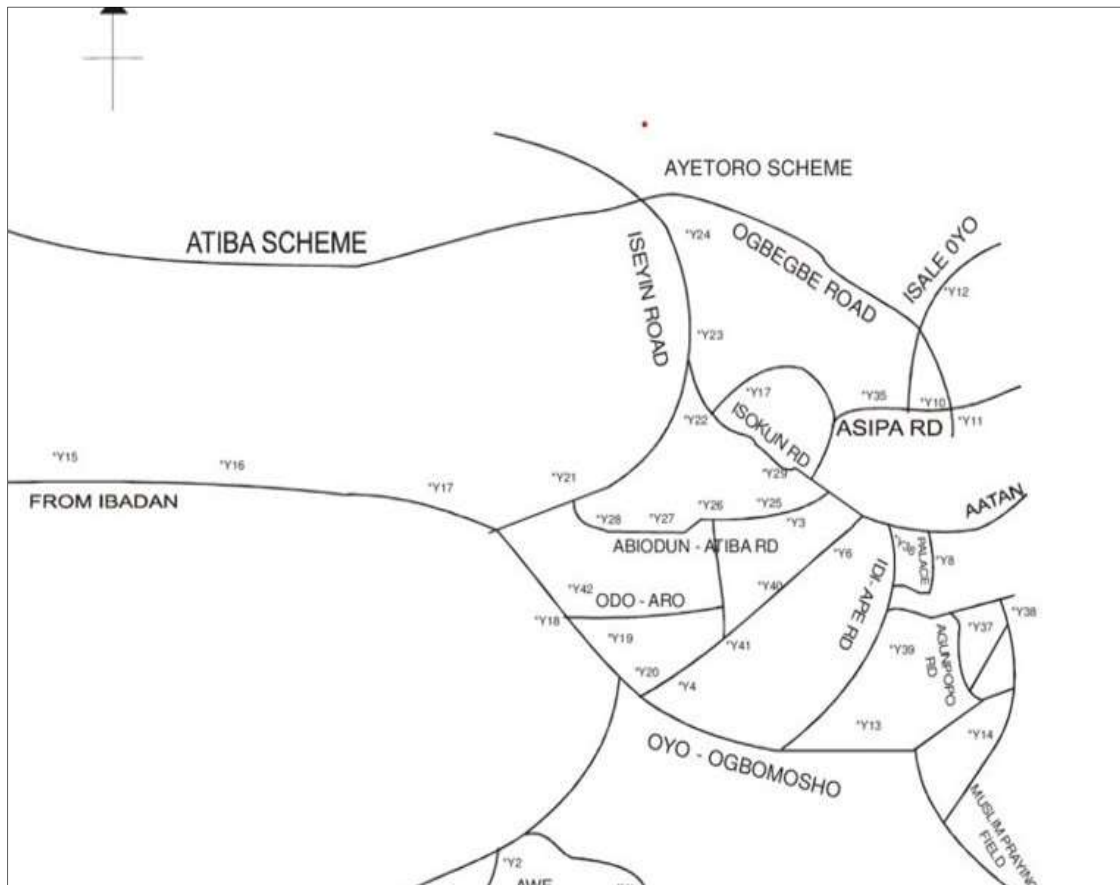 AYETORO SCHEME
ATIBA SCHEME
*Y24
OGBEGBE ROAD
ISALE OYO
*Y12
ISEYIN ROAD
*Y23
*Y17
*Y35
*Y10
*Y11
*Y22
ISOKUN RD
ASIPA RD
*Y15
*Y16
*Y17
*Y21
*Y29
FROM IBADAN
AATAN
*Y28
*Y27
*Y26
*Y25
*Y3
ABIODUN - ATIBA RD
*Y6
PALACE
*Y8
*Y42
ODO - ARO
*Y40
IDI-APE RD
*Y18
*Y19
*Y41
*Y39
AGUNPOPO
RD
*Y37
*Y38
*Y20
*Y4
*Y13
*Y14
OYO - OGBOMOSHO
MUSLIM PRAYING
FIELD
*Y2
AWE